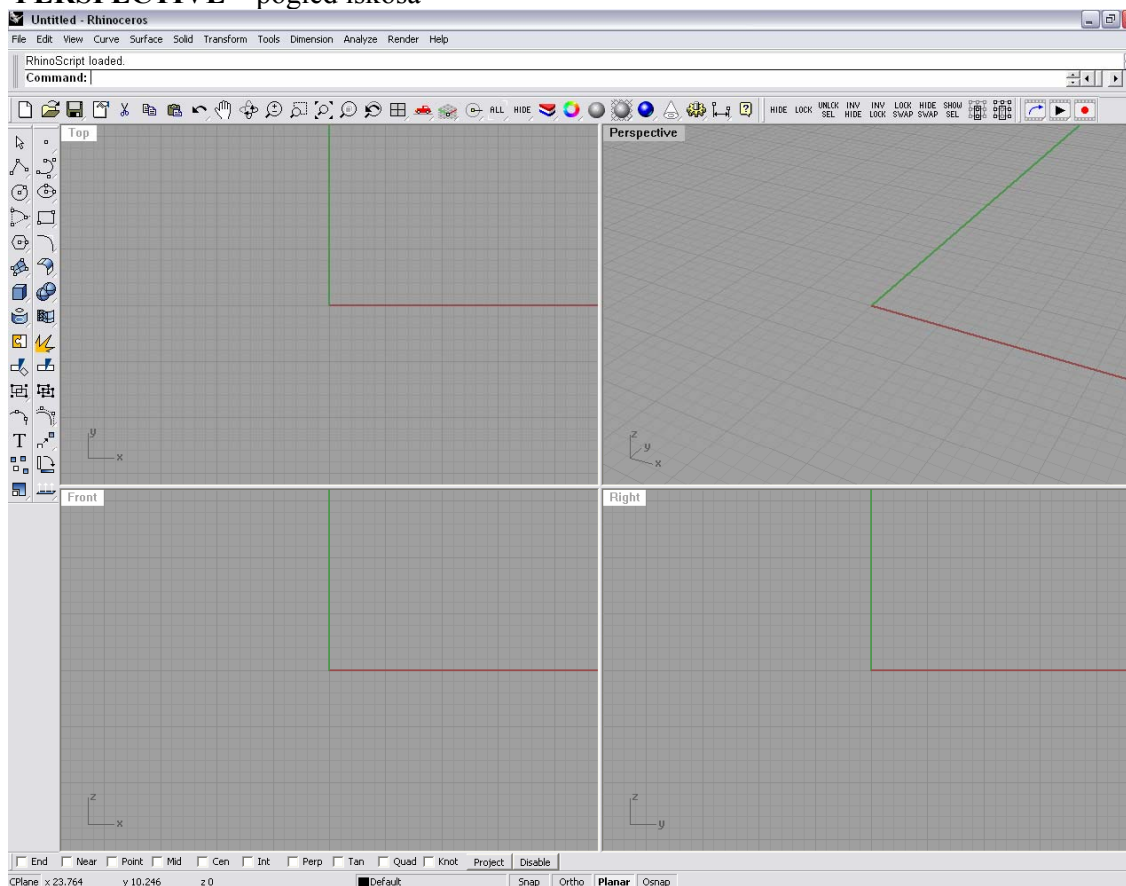 PERSPECTIVE – pogled iskosa
Untitled - Rhinoceros
File Edit View Curve Surface Solid Transform Tools Dimension Analyze Render Help
RhinoScript loaded.
Command:
ALL HIDE HIDE LOCK UNLCK SEL INV HIDE INV LOCK LOCK SWAP HIDE SWAP SHOW SEL
Top
Perspective
y
x
z
y
x
T
Front
Right
z
x
z
y
End Near Point Mid Cen Int Perp Tan Quad Knot Project Disable
CPlane x 23.764 y 10.246 z 0 Default Snap Ortho Planar Osnap